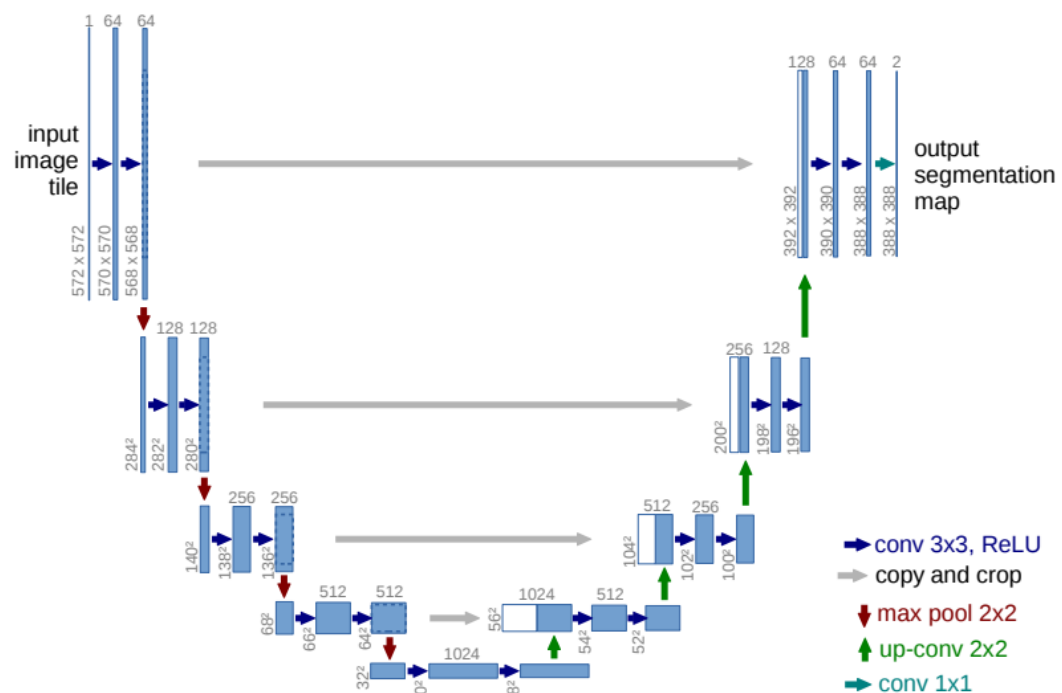 1 64 64
128 64 64 2
input
image
tile
output
segmentation
map
572 x 572
570 x 570
568 x 568
392 x 392
390 x 390
388 x 388
388 x 388
128 128
256 128
284²
282²
280²
200²
198²
196²
256 256
512 256
140²
138²
136²
104²
102²
100²
512 512
1024 512
68²
66²
64²
56²
54²
52²
1024
32²
0²
8²
conv 3x3, ReLU
copy and crop
max pool 2x2
up-conv 2x2
conv 1x1